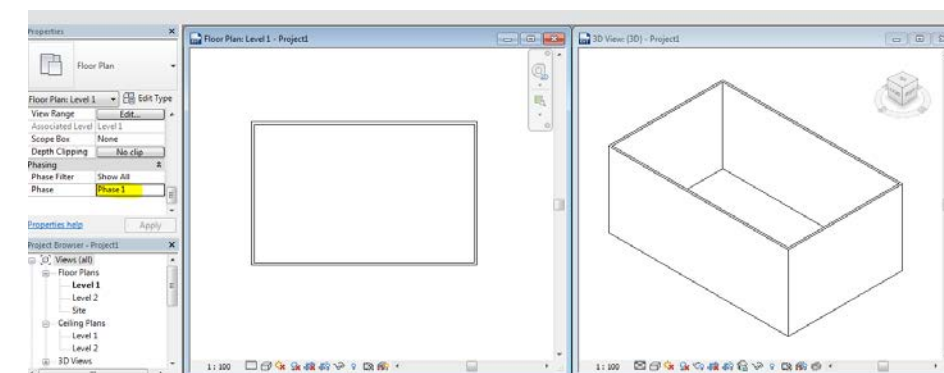 Properties
Floor Plan
Floor Plan: Level 1
Edit Type
View Range Edit...
Associated Level Level 1
Scope Box None
Depth Clipping No clip
Phasing
Phase Filter Show All
Phase Phase 1
Properties help
Apply
Project Browser - Project1
Views (all)
Floor Plans
Level 1
Level 2
Site
Ceiling Plans
Level 1
Level 2
3D Views
Floor Plan: Level 1 - Project1
1 : 100
3D View: {3D} - Project1
1 : 100